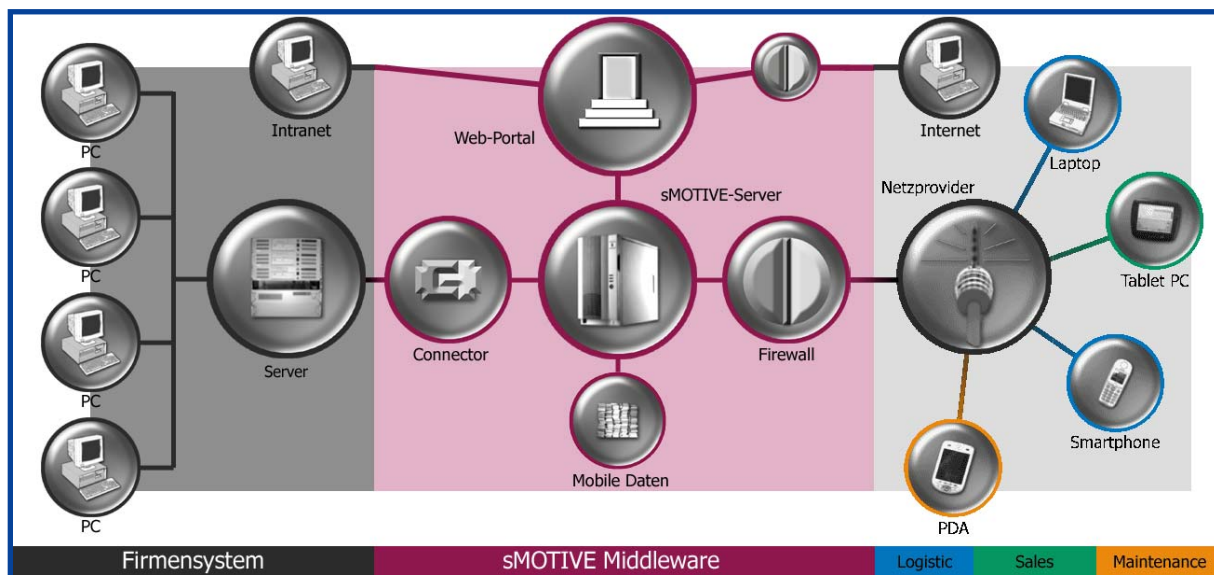 PC
Intranet
Web-Portal
Internet
Laptop
PC
sMOTIVE-Server
Netzprovider
Tablet PC
PC
Server
Connector
Firewall
PC
Mobile Daten
Smartphone
PDA
Firmensystem
sMOTIVE Middleware
Logistic
Sales
Maintenance